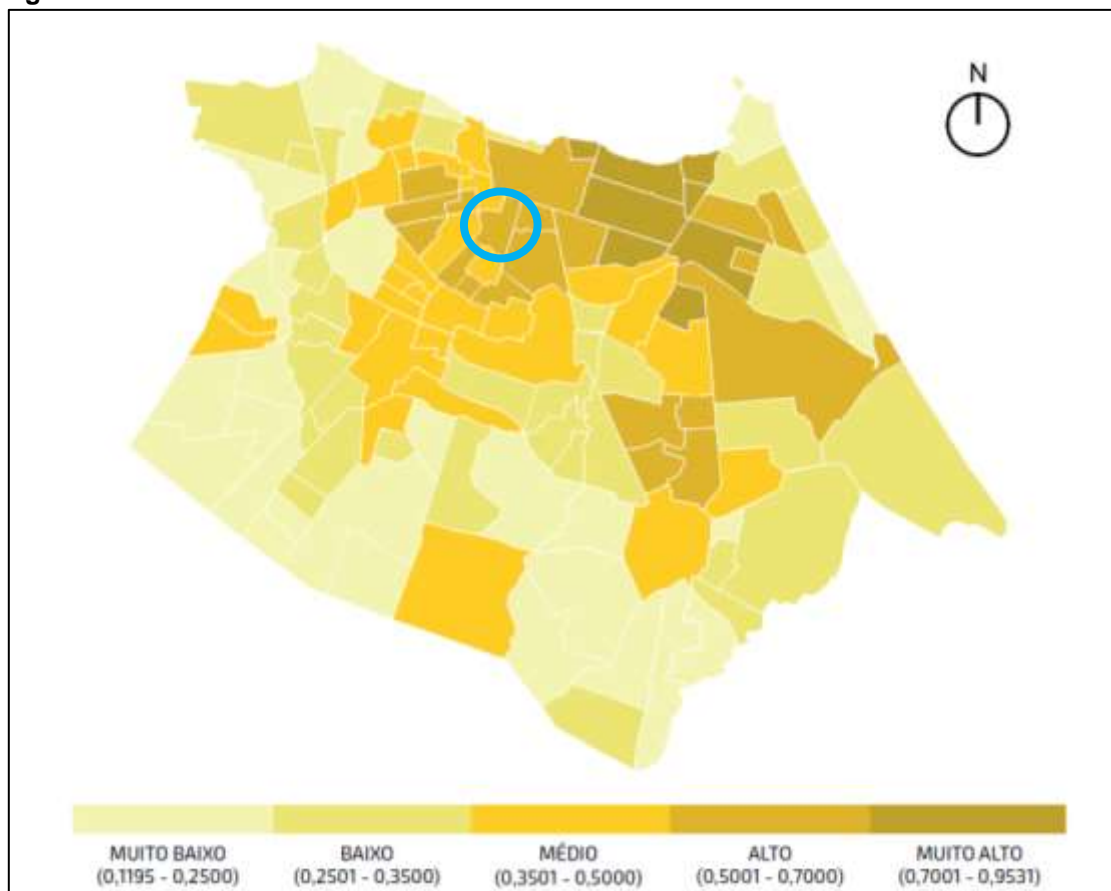 N
MUITO BAIXO
(0,1195 - 0,2500)
BAIXO
(0,2501 - 0,3500)
MÉDIO
(0,3501 - 0,5000)
ALTO
(0,5001 - 0,7000)
MUITO ALTO
(0,7001 - 0,9531)